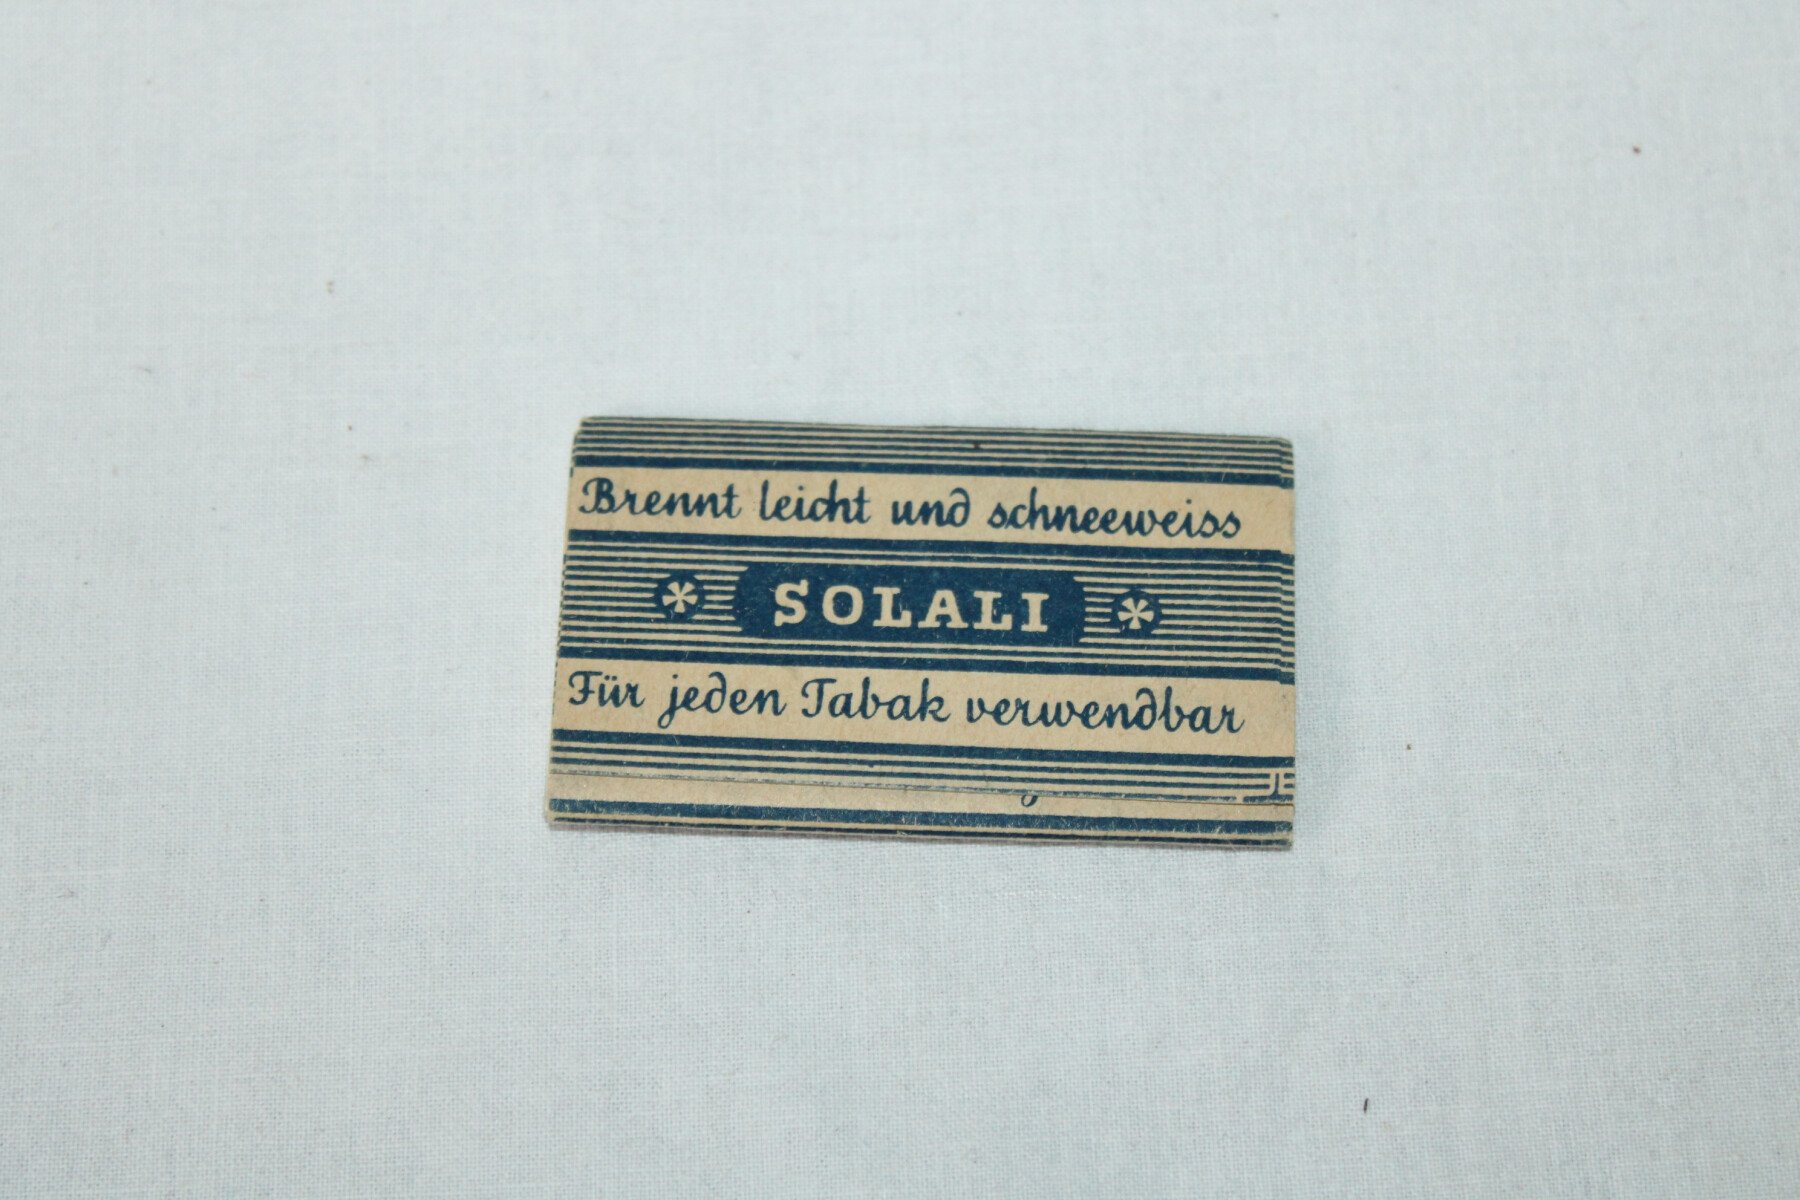 Brennt leicht und schneeweiss
* SOLALI *
Für jeden Tabak verwendbar